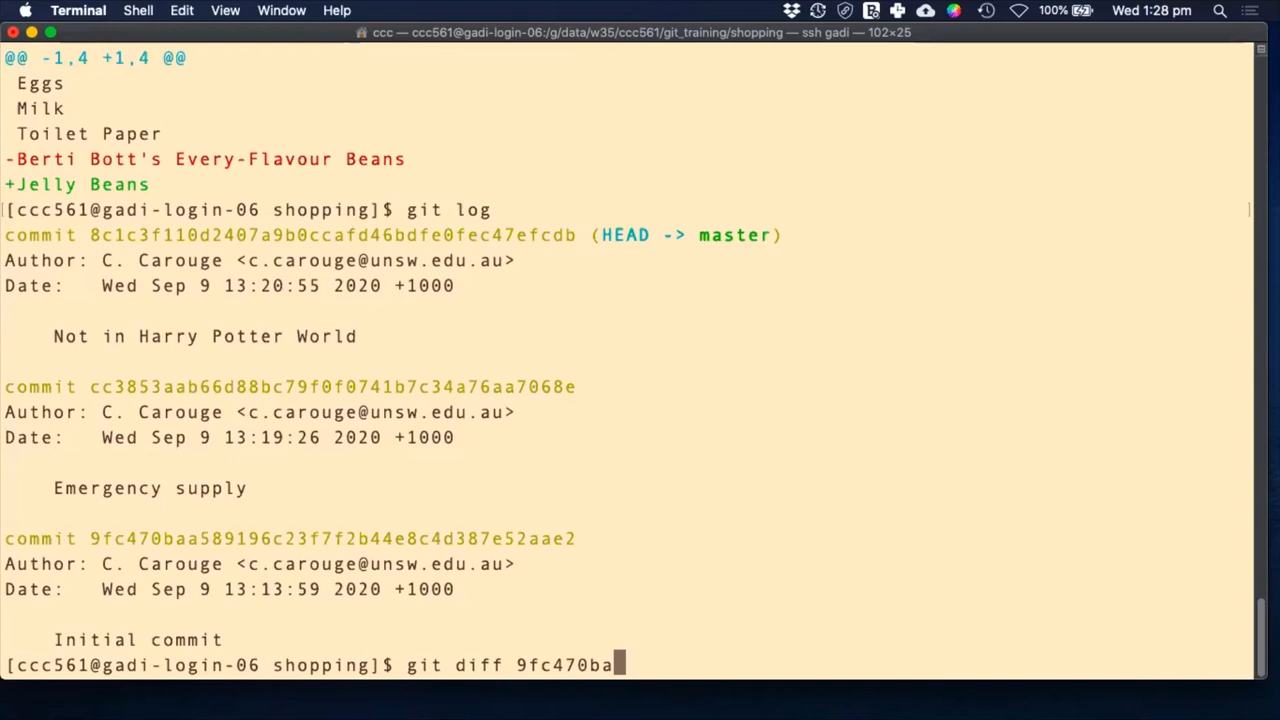 Terminal Shell Edit View Window Help 100% Wed 1:28 pm
ccc — ccc561@gadi-login-06:/g/data/w35/ccc561/git_training/shopping — ssh gadi — 102×25
@@ -1,4 +1,4 @@
Eggs
Milk
Toilet Paper
-Berti Bott's Every-Flavour Beans
+Jelly Beans
[ccc561@gadi-login-06 shopping]$ git log
commit 8c1c3f110d2407a9b0ccafd46bdfe0fec47efcdb (HEAD -> master)
Author: C. Carouge <c.carouge@unsw.edu.au>
Date:   Wed Sep 9 13:20:55 2020 +1000
Not in Harry Potter World
commit cc3853aab66d88bc79f0f0741b7c34a76aa7068e
Author: C. Carouge <c.carouge@unsw.edu.au>
Date:   Wed Sep 9 13:19:26 2020 +1000
Emergency supply
commit 9fc470baa589196c23f7f2b44e8c4d387e52aae2
Author: C. Carouge <c.carouge@unsw.edu.au>
Date:   Wed Sep 9 13:13:59 2020 +1000
Initial commit
[ccc561@gadi-login-06 shopping]$ git diff 9fc470ba